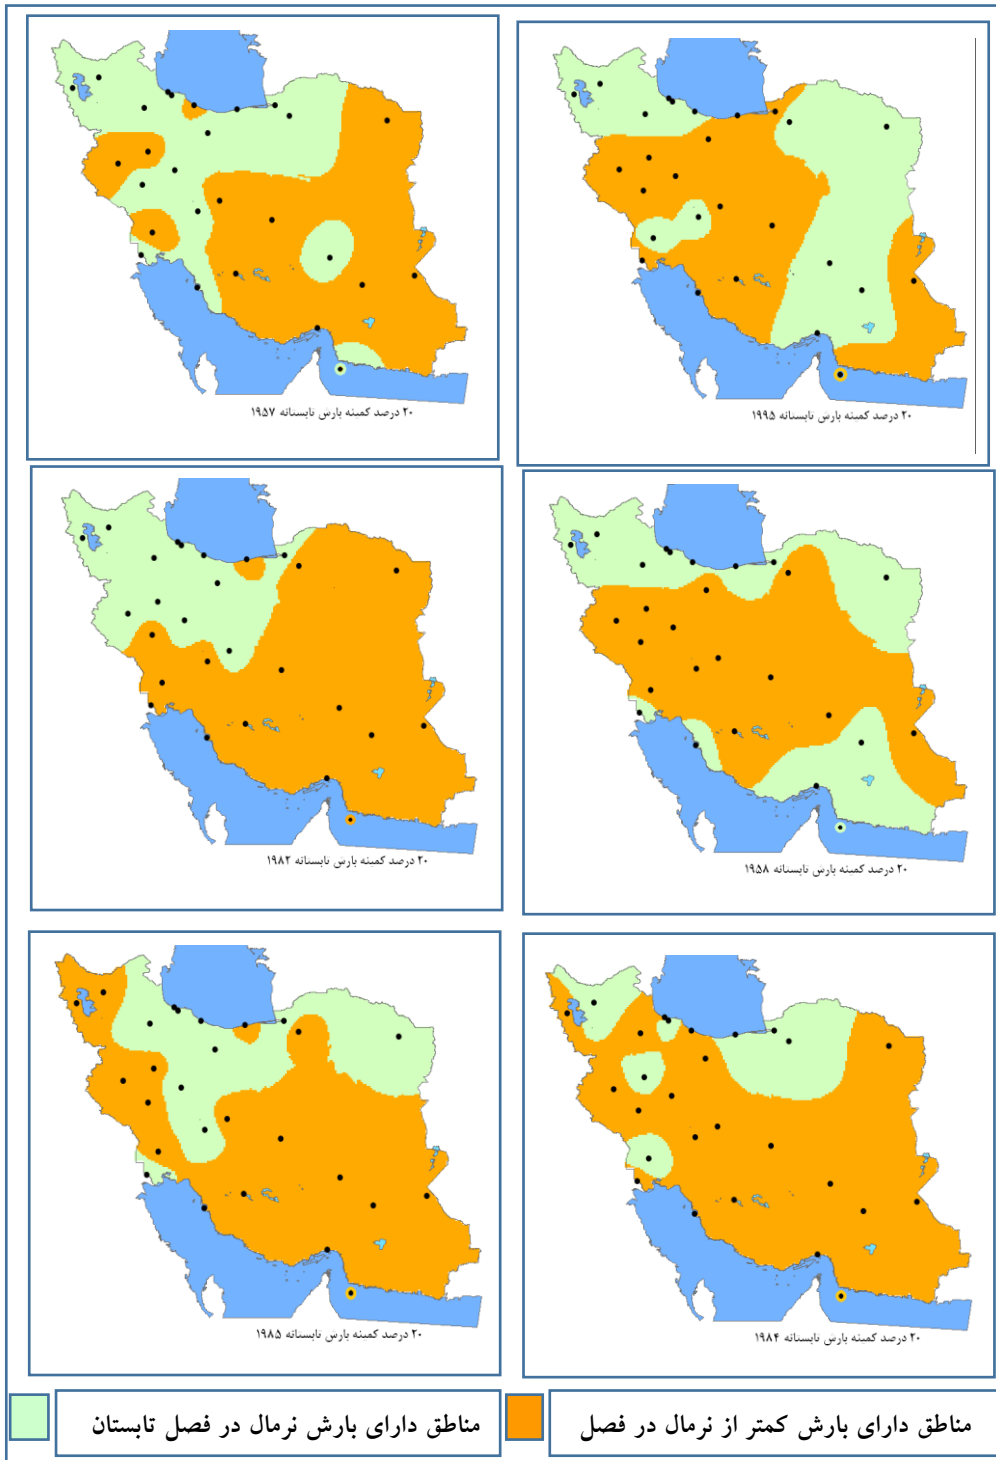 ۲۰ درصد کمینه بارش تابستانه ۱۹۹۵
۲۰ درصد کمینه بارش تابستانه ۱۹۵۷
۲۰ درصد کمینه بارش تابستانه ۱۹۵۸
۲۰ درصد کمینه بارش تابستانه ۱۹۸۲
۲۰ درصد کمینه بارش تابستانه ۱۹۸۴
۲۰ درصد کمینه بارش تابستانه ۱۹۸۵
مناطق دارای بارش کمتر از نرمال در فصل
مناطق دارای بارش نرمال در فصل تابستان